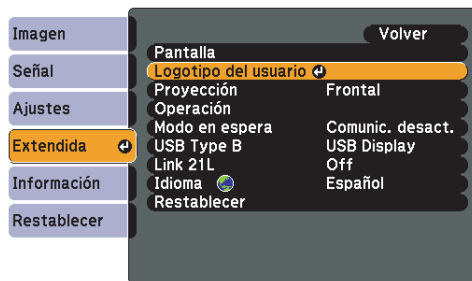 Imagen
Señal
Ajustes
Extendida
Información
Restablecer
Volver
Pantalla
Logotipo del usuario
Proyección Frontal
Operación
Modo en espera Comunic. desact.
USB Type B USB Display
Link 21L Off
Idioma Español
Restablecer